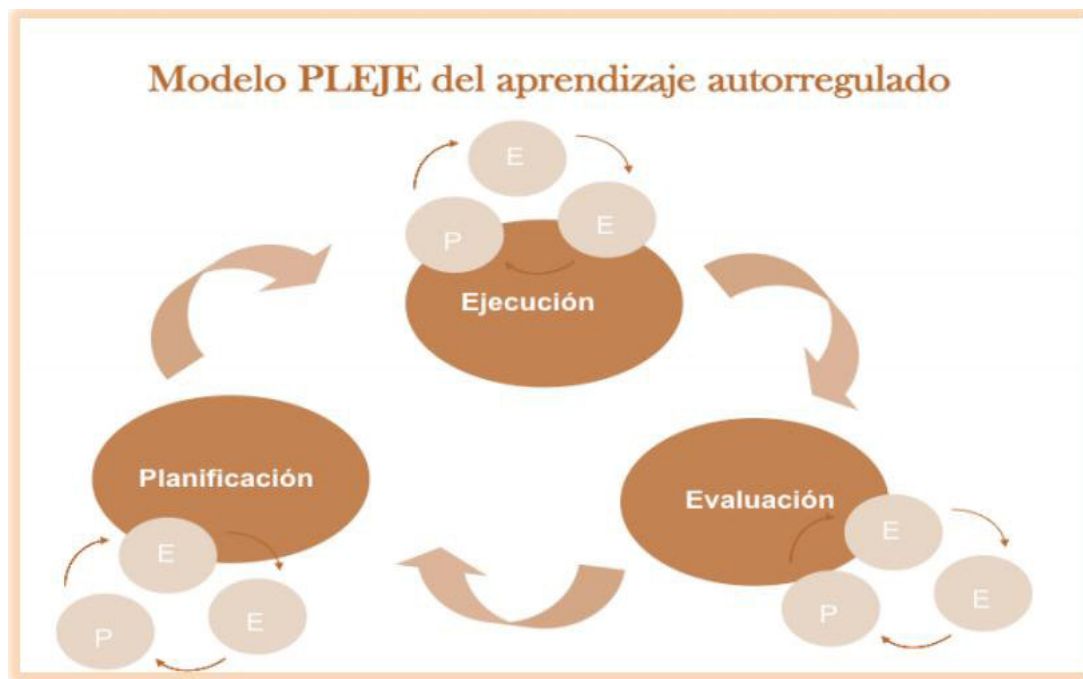 Modelo PLEJE del aprendizaje autorregulado
E
P
E
Ejecución
Planificación
E
P
E
Evaluación
E
P
E